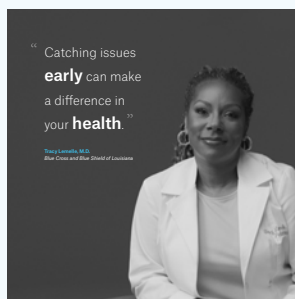 “ Catching issues
early can make
a difference in
your health. ”
Tracy Lemelle, M.D.
Blue Cross and Blue Shield of Louisiana